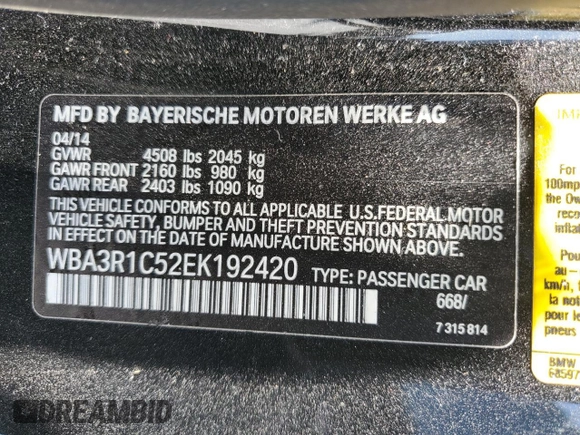 MFD BY BAYERISCHE MOTOREN WERKE AG
04/14
GVWR 4508 lbs 2045 kg
GAWR FRONT 2160 lbs 980 kg
GAWR REAR 2403 lbs 1090 kg
THIS VEHICLE CONFORMS TO ALL APPLICABLE U.S.FEDERAL MOTOR
VEHICLE SAFETY, BUMPER AND THEFT PREVENTION STANDARDS
IN EFFECT ON THE DATE OF MANUFACTURE SHOWN ABOVE.
WBA3R1C52EK192420 TYPE: PASSENGER CAR
668/
7 315 814
For
100mp
the Ow
inflat
au
km/h,
la not
pour le
pneus
BMW
68597
DREAMBID